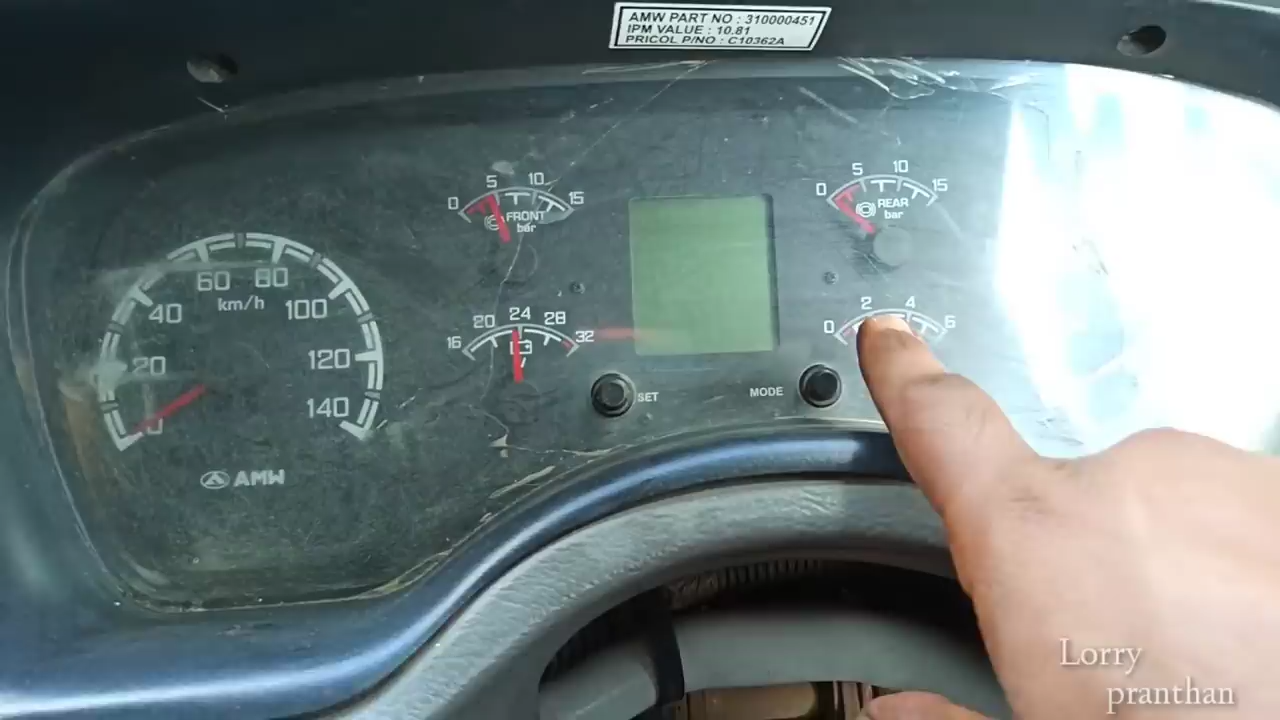 AMW PART NO : 310000451
IPM VALUE : 10.81
PRICOL P/NO : C10362A
0 5 10 15
FRONT
bar
0 5 10 15
REAR
bar
0 20 40 60 80 100 120 140
km/h
16 20 24 28 32
V
0 2 4 6
SET
MODE
AMW
Lorry
pranthan